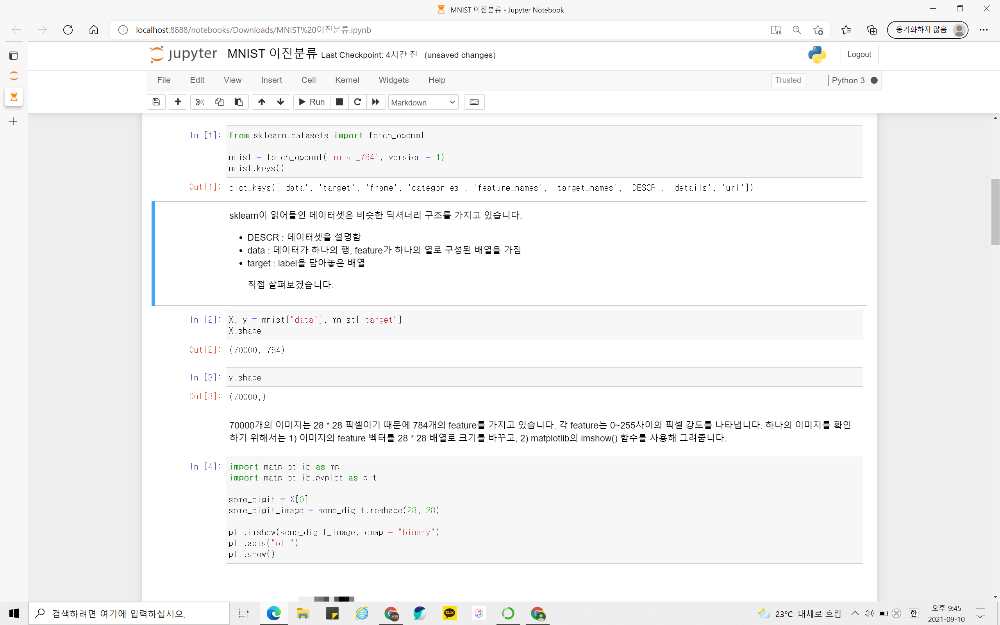 MNIST 이진분류 - Jupyter Notebook
localhost:8888/notebooks/Downloads/MNIST%20이진분류.ipynb
동기화하지 않음
jupyter MNIST 이진분류 Last Checkpoint: 4시간 전 (unsaved changes)
Logout
File Edit View Insert Cell Kernel Widgets Help
Trusted
Python 3
Run
Markdown
In [1]: from sklearn.datasets import fetch_openml
mnist = fetch_openml('mnist_784', version = 1)
mnist.keys()
Out[1]: dict_keys(['data', 'target', 'frame', 'categories', 'feature_names', 'target_names', 'DESCR', 'details', 'url'])
sklearn이 읽어들인 데이터셋은 비슷한 딕셔너리 구조를 가지고 있습니다.
• DESCR : 데이터셋을 설명함
• data : 데이터가 하나의 행, feature가 하나의 열로 구성된 배열을 가짐
• target : label을 담아놓은 배열
직접 살펴보겠습니다.
In [2]: X, y = mnist["data"], mnist["target"]
X.shape
Out[2]: (70000, 784)
In [3]: y.shape
Out[3]: (70000,)
70000개의 이미지는 28 * 28 픽셀이기 때문에 784개의 feature를 가지고 있습니다. 각 feature는 0~255사이의 픽셀 강도를 나타냅니다. 하나의 이미지를 확인
하기 위해서는 1) 이미지의 feature 벡터를 28 * 28 배열로 크기를 바꾸고, 2) matplotlib의 imshow() 함수를 사용해 그려줍니다.
In [4]: import matplotlib as mpl
import matplotlib.pyplot as plt
some_digit = X[0]
some_digit_image = some_digit.reshape(28, 28)
plt.imshow(some_digit_image, cmap = "binary")
plt.axis("off")
plt.show()
검색하려면 여기에 입력하십시오.
서영
TALK
23°C 대체로 흐림
한
오후 9:45
2021-09-10